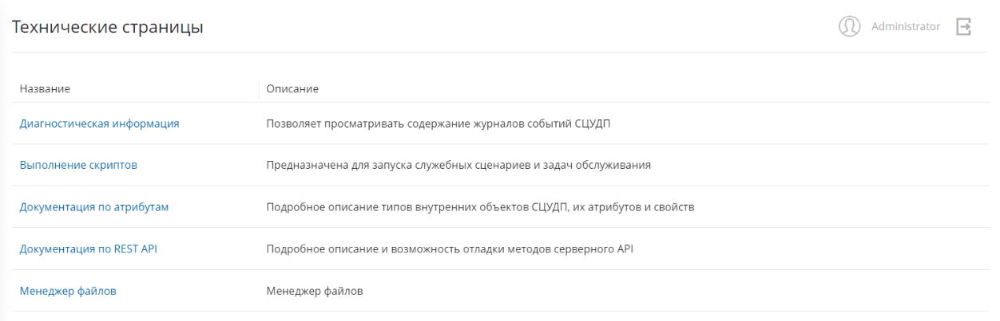 Технические страницы
Administrator
Название Описание
Диагностическая информация Позволяет просматривать содержание журналов событий СЦУДП
Выполнение скриптов Предназначена для запуска служебных сценариев и задач обслуживания
Документация по атрибутам Подробное описание типов внутренних объектов СЦУДП, их атрибутов и свойств
Документация по REST API Подробное описание и возможность отладки методов серверного API
Менеджер файлов Менеджер файлов